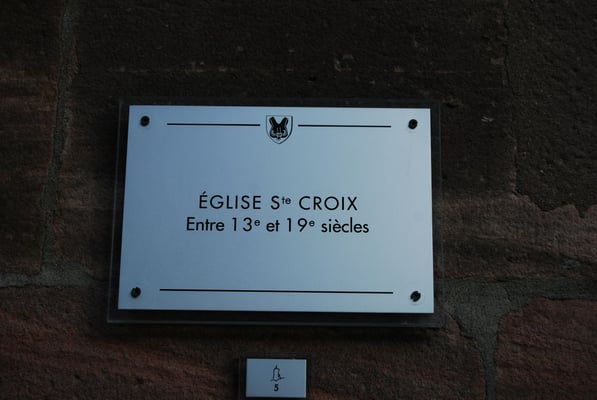 ÉGLISE Sᵗᵉ CROIX
Entre 13ᵉ et 19ᵉ siècles
5